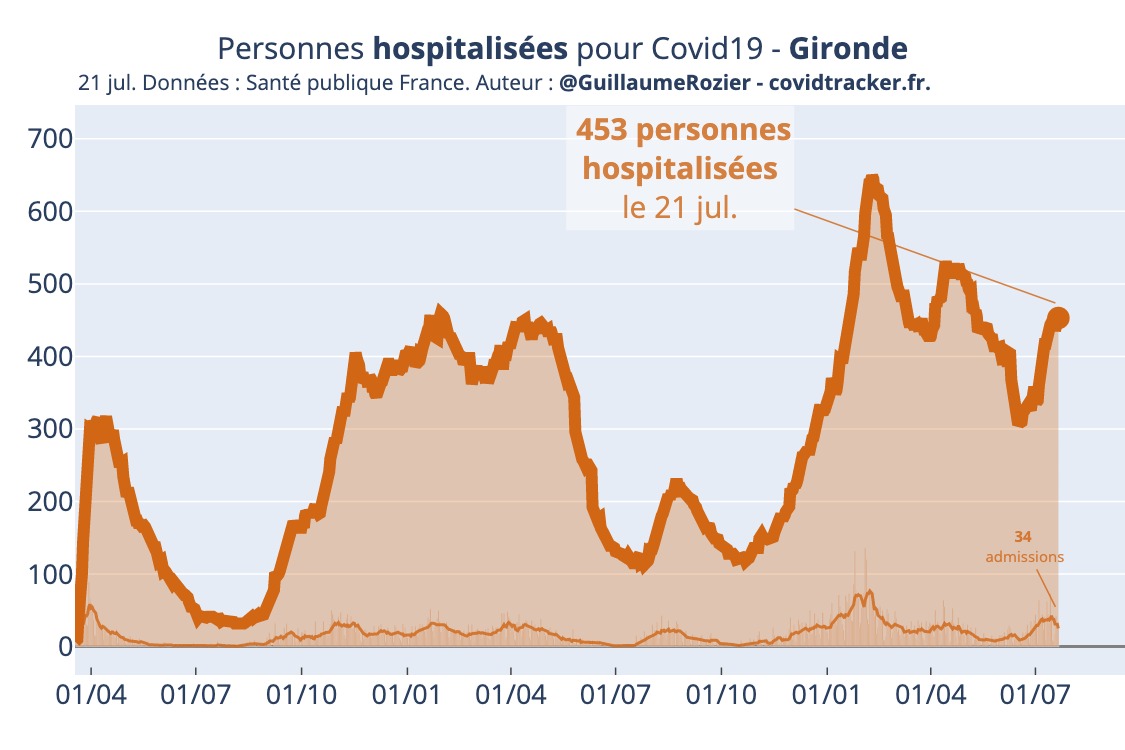 Personnes hospitalisées pour Covid19 - Gironde
21 jul. Données : Santé publique France. Auteur : @GuillaumeRozier - covidtracker.fr.
453 personnes
hospitalisées
le 21 jul.
700
600
500
400
300
200
100
0
34
admissions
01/04 01/07 01/10 01/01 01/04 01/07 01/10 01/01 01/04 01/07